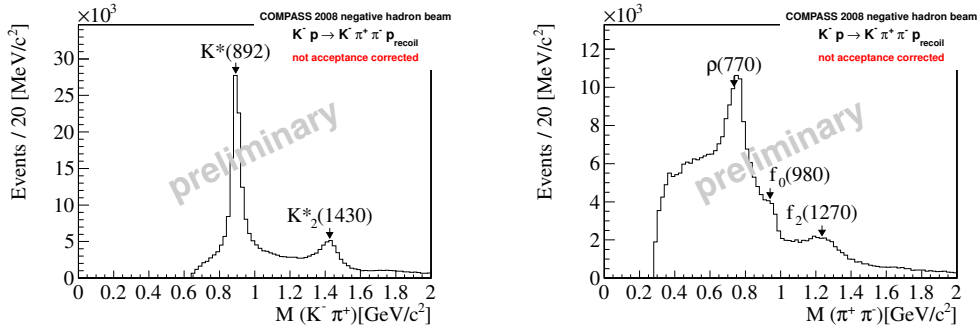 ×10³
COMPASS 2008 negative hadron beam
K⁻ p → K⁻ π⁺ π⁻ p_recoil
not acceptance corrected
K*(892)
K*₂(1430)
preliminary
Events / 20 [MeV/c²]
30
25
20
15
10
5
0
0 0.2 0.4 0.6 0.8 1 1.2 1.4 1.6 1.8 2
M (K⁻ π⁺)[GeV/c²]
×10³
COMPASS 2008 negative hadron beam
K⁻ p → K⁻ π⁺ π⁻ p_recoil
not acceptance corrected
ρ(770)
f₀(980)
f₂(1270)
preliminary
Events / 20 [MeV/c²]
12
10
8
6
4
2
0
0 0.2 0.4 0.6 0.8 1 1.2 1.4 1.6 1.8 2
M (π⁺ π⁻)[GeV/c²]